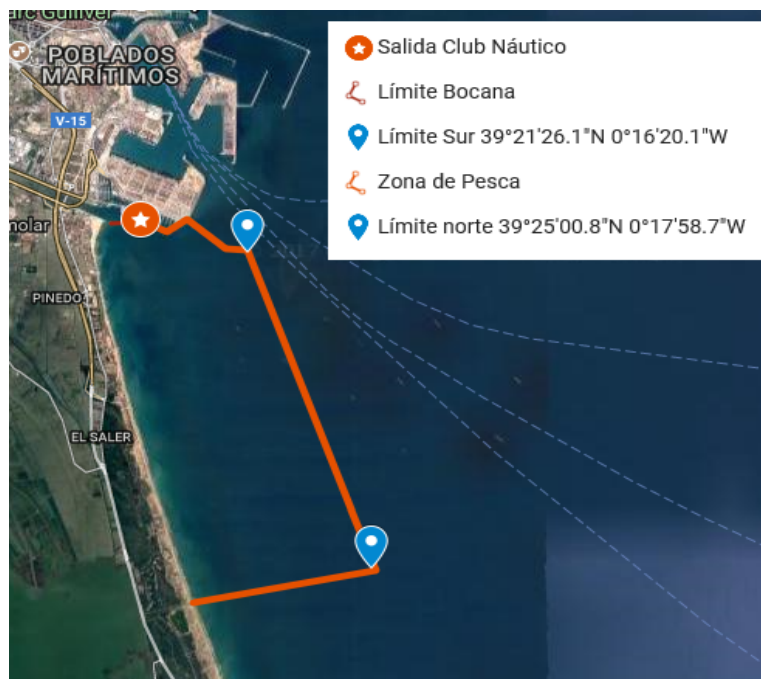 arc Gulliver
POBLADOS
MARÍTIMOS
V-15
molar
PINEDO
EL SALER
Salida Club Náutico
Límite Bocana
Límite Sur 39°21'26.1"N 0°16'20.1"W
Zona de Pesca
Límite norte 39°25'00.8"N 0°17'58.7"W